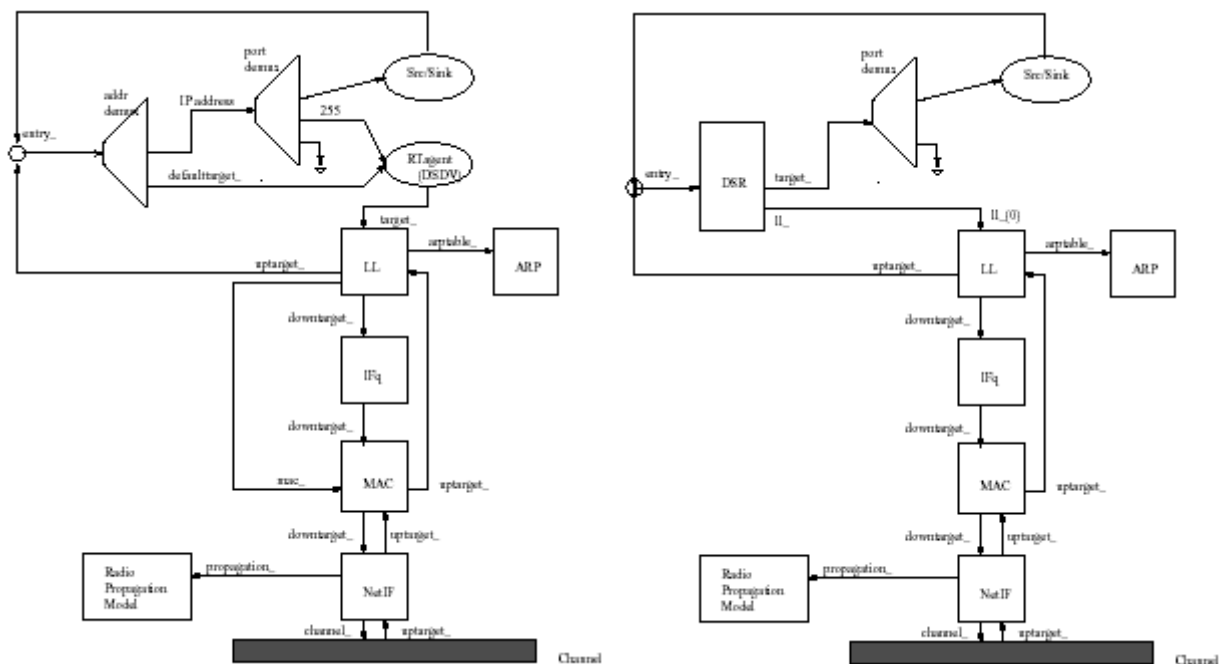 port
demux
Src/Sink
addr
demux
IP address
255
entry_
RTagent
(DSDV)
defaulttarget_
target_
LL
arptable_
ARP
uptarget_
downtarget_
IFq
downtarget_
mac_
MAC
uptarget_
downtarget_
uptarget_
Radio
Propagation
Model
propagation_
NetIF
channel_
uptarget_
Channel
port
demux
Src/Sink
entry_
DSR
target_
ll_
ll_(0)
LL
arptable_
ARP
uptarget_
downtarget_
IFq
downtarget_
MAC
uptarget_
downtarget_
uptarget_
Radio
Propagation
Model
propagation_
NetIF
channel_
uptarget_
Channel